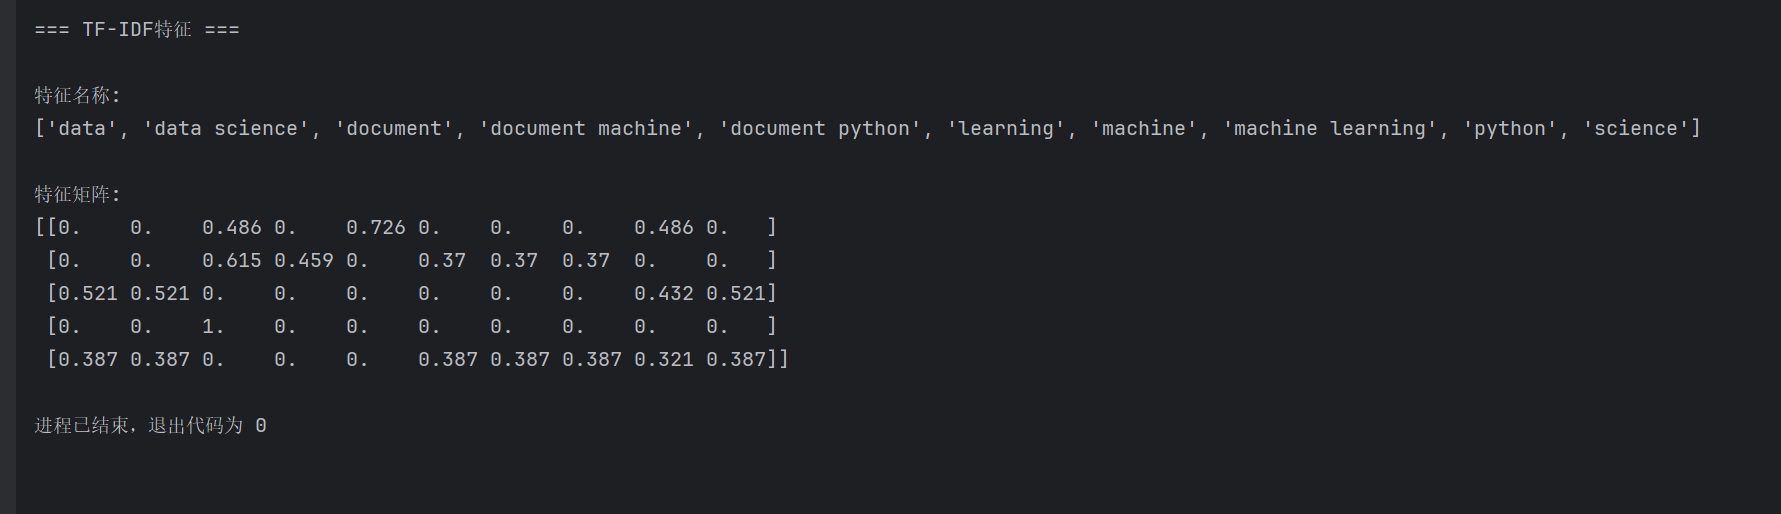 === TF-IDF特征 ===
特征名称:
['data', 'data science', 'document', 'document machine', 'document python', 'learning', 'machine', 'machine learning', 'python', 'science']
特征矩阵:
[[0.    0.    0.486 0.    0.726 0.    0.    0.    0.486 0.   ]
 [0.    0.    0.615 0.459 0.    0.37  0.37  0.37  0.    0.   ]
 [0.521 0.521 0.    0.    0.    0.    0.    0.    0.432 0.521]
 [0.    0.    1.    0.    0.    0.    0.    0.    0.    0.   ]
 [0.387 0.387 0.    0.    0.    0.387 0.387 0.387 0.321 0.387]]
进程已结束，退出代码为 0